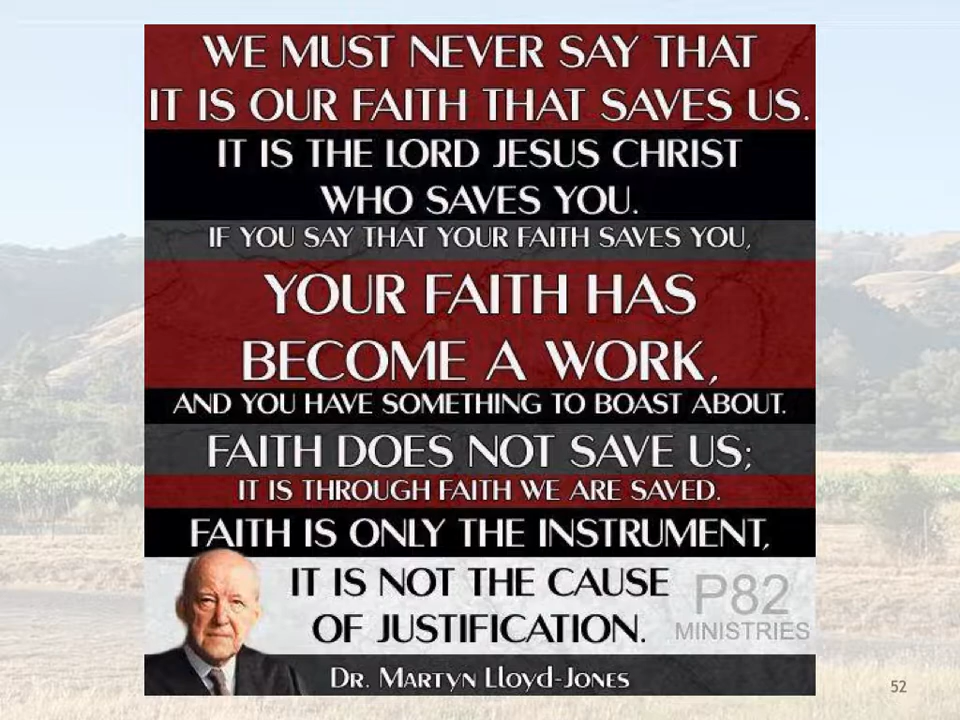 WE MUST NEVER SAY THAT
IT IS OUR FAITH THAT SAVES US.
IT IS THE LORD JESUS CHRIST
WHO SAVES YOU.
IF YOU SAY THAT YOUR FAITH SAVES YOU,
YOUR FAITH HAS
BECOME A WORK,
AND YOU HAVE SOMETHING TO BOAST ABOUT.
FAITH DOES NOT SAVE US;
IT IS THROUGH FAITH WE ARE SAVED.
FAITH IS ONLY THE INSTRUMENT,
IT IS NOT THE CAUSE
OF JUSTIFICATION.
P82
MINISTRIES
DR. MARTYN LLOYD-JONES
52